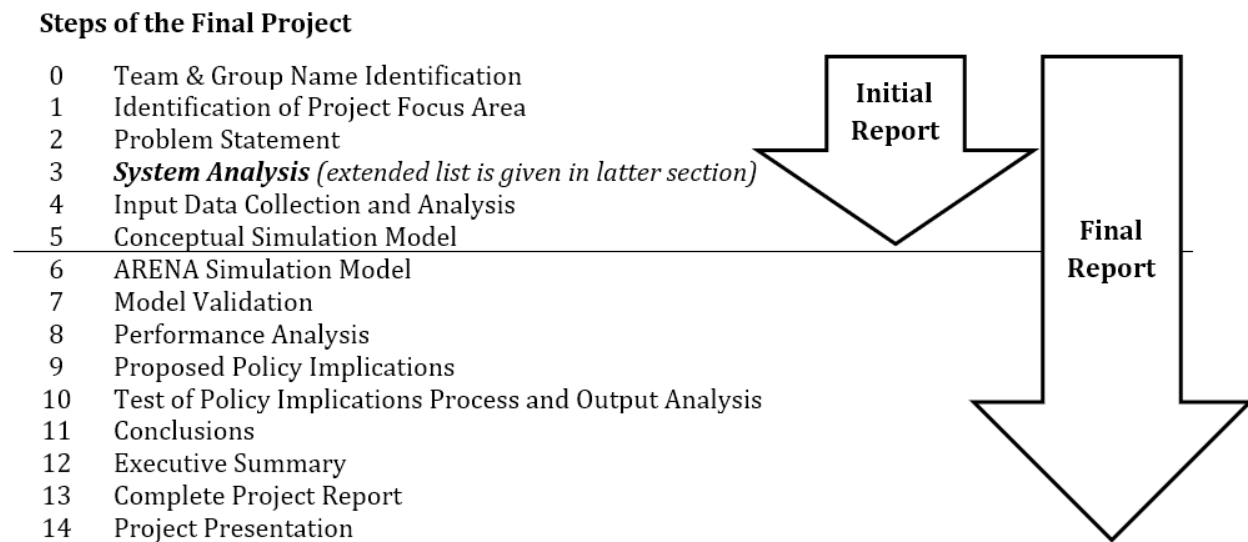 Steps of the Final Project
0 Team & Group Name Identification
1 Identification of Project Focus Area
2 Problem Statement
3 System Analysis (extended list is given in latter section)
4 Input Data Collection and Analysis
5 Conceptual Simulation Model
6 ARENA Simulation Model
7 Model Validation
8 Performance Analysis
9 Proposed Policy Implications
10 Test of Policy Implications Process and Output Analysis
11 Conclusions
12 Executive Summary
13 Complete Project Report
14 Project Presentation
Initial
Report
Final
Report